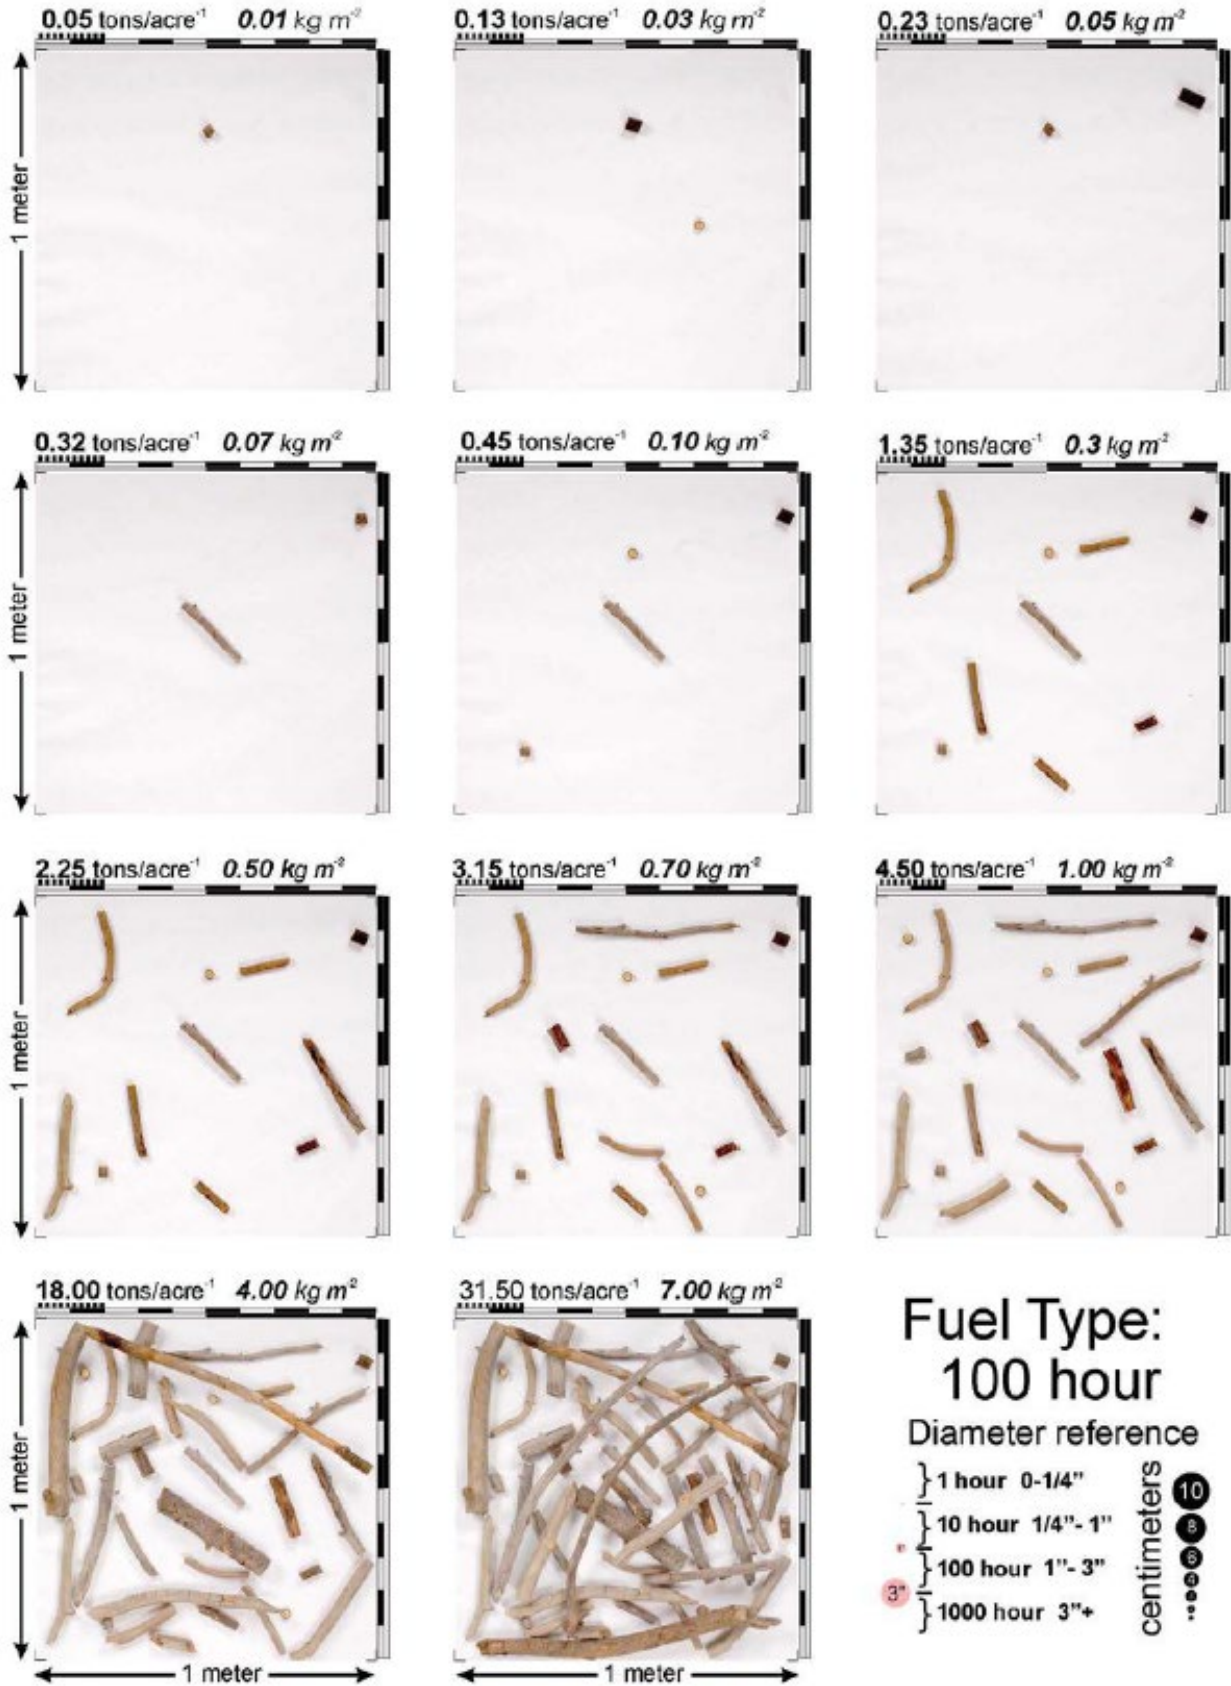 0.05 tons/acre⁻¹ 0.01 kg m⁻²
0.13 tons/acre⁻¹ 0.03 kg m⁻²
0.23 tons/acre⁻¹ 0.05 kg m⁻²
1 meter
0.32 tons/acre⁻¹ 0.07 kg m⁻²
0.45 tons/acre⁻¹ 0.10 kg m⁻²
1.35 tons/acre⁻¹ 0.3 kg m⁻²
1 meter
2.25 tons/acre⁻¹ 0.50 kg m⁻²
3.15 tons/acre⁻¹ 0.70 kg m⁻²
4.50 tons/acre⁻¹ 1.00 kg m⁻²
1 meter
18.00 tons/acre⁻¹ 4.00 kg m⁻²
31.50 tons/acre⁻¹ 7.00 kg m⁻²
1 meter
1 meter
1 meter
Fuel Type:
100 hour
Diameter reference
1 hour 0-1/4"
10 hour 1/4"- 1"
100 hour 1"- 3"
1000 hour 3"+
3"
centimeters
10
8
6
4